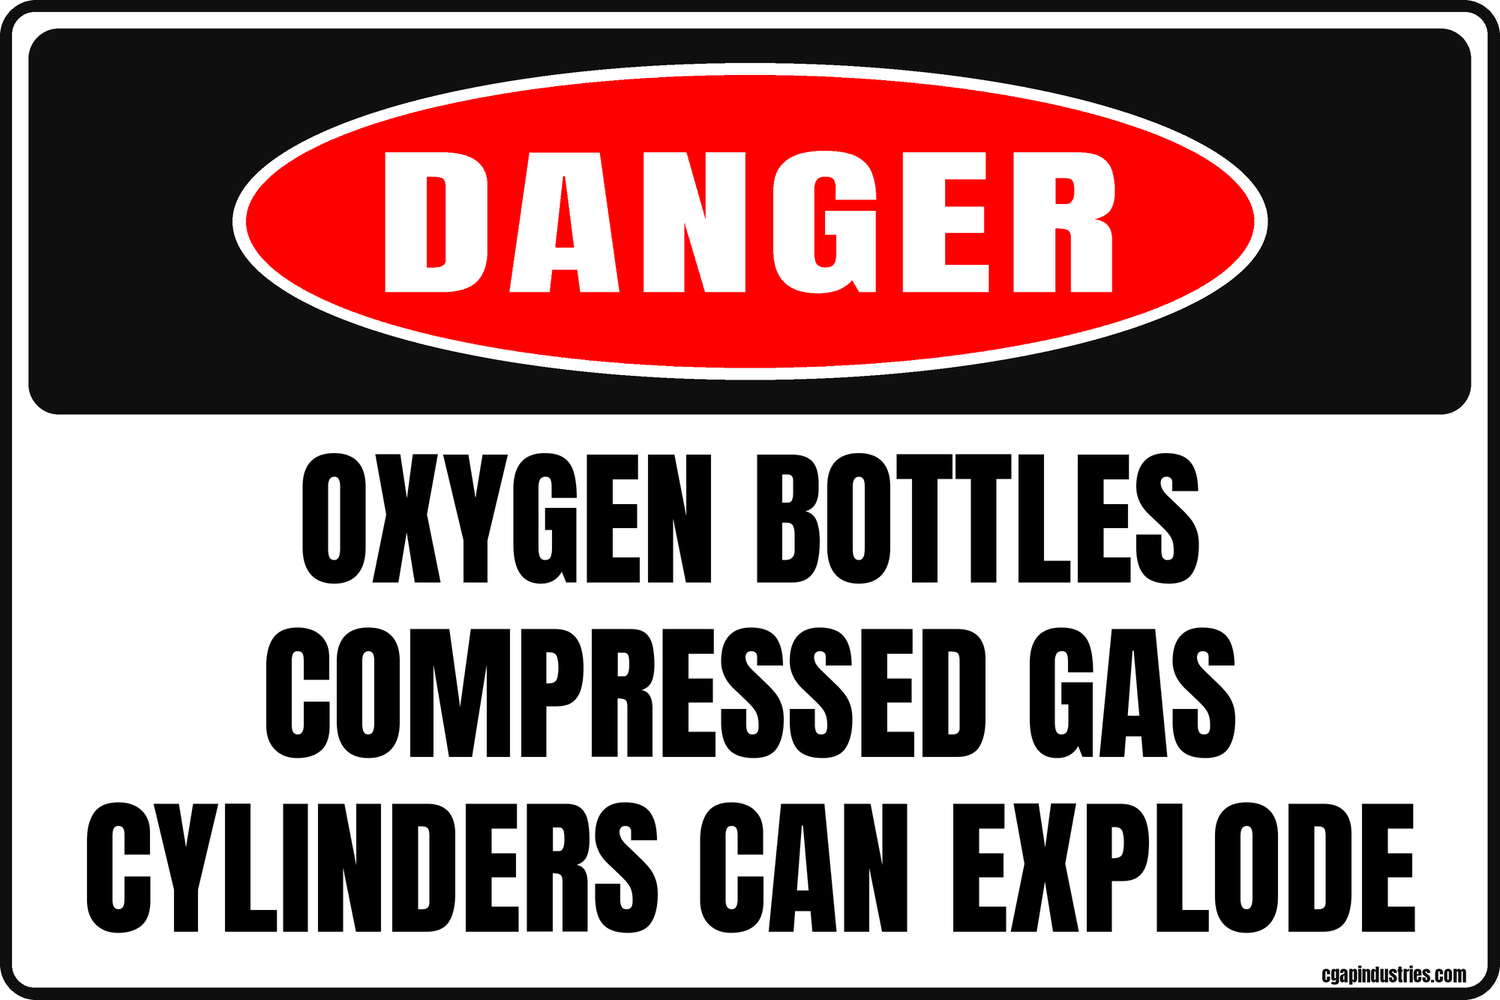 DANGER
OXYGEN BOTTLES
COMPRESSED GAS
CYLINDERS CAN EXPLODE
cgapindustries.com